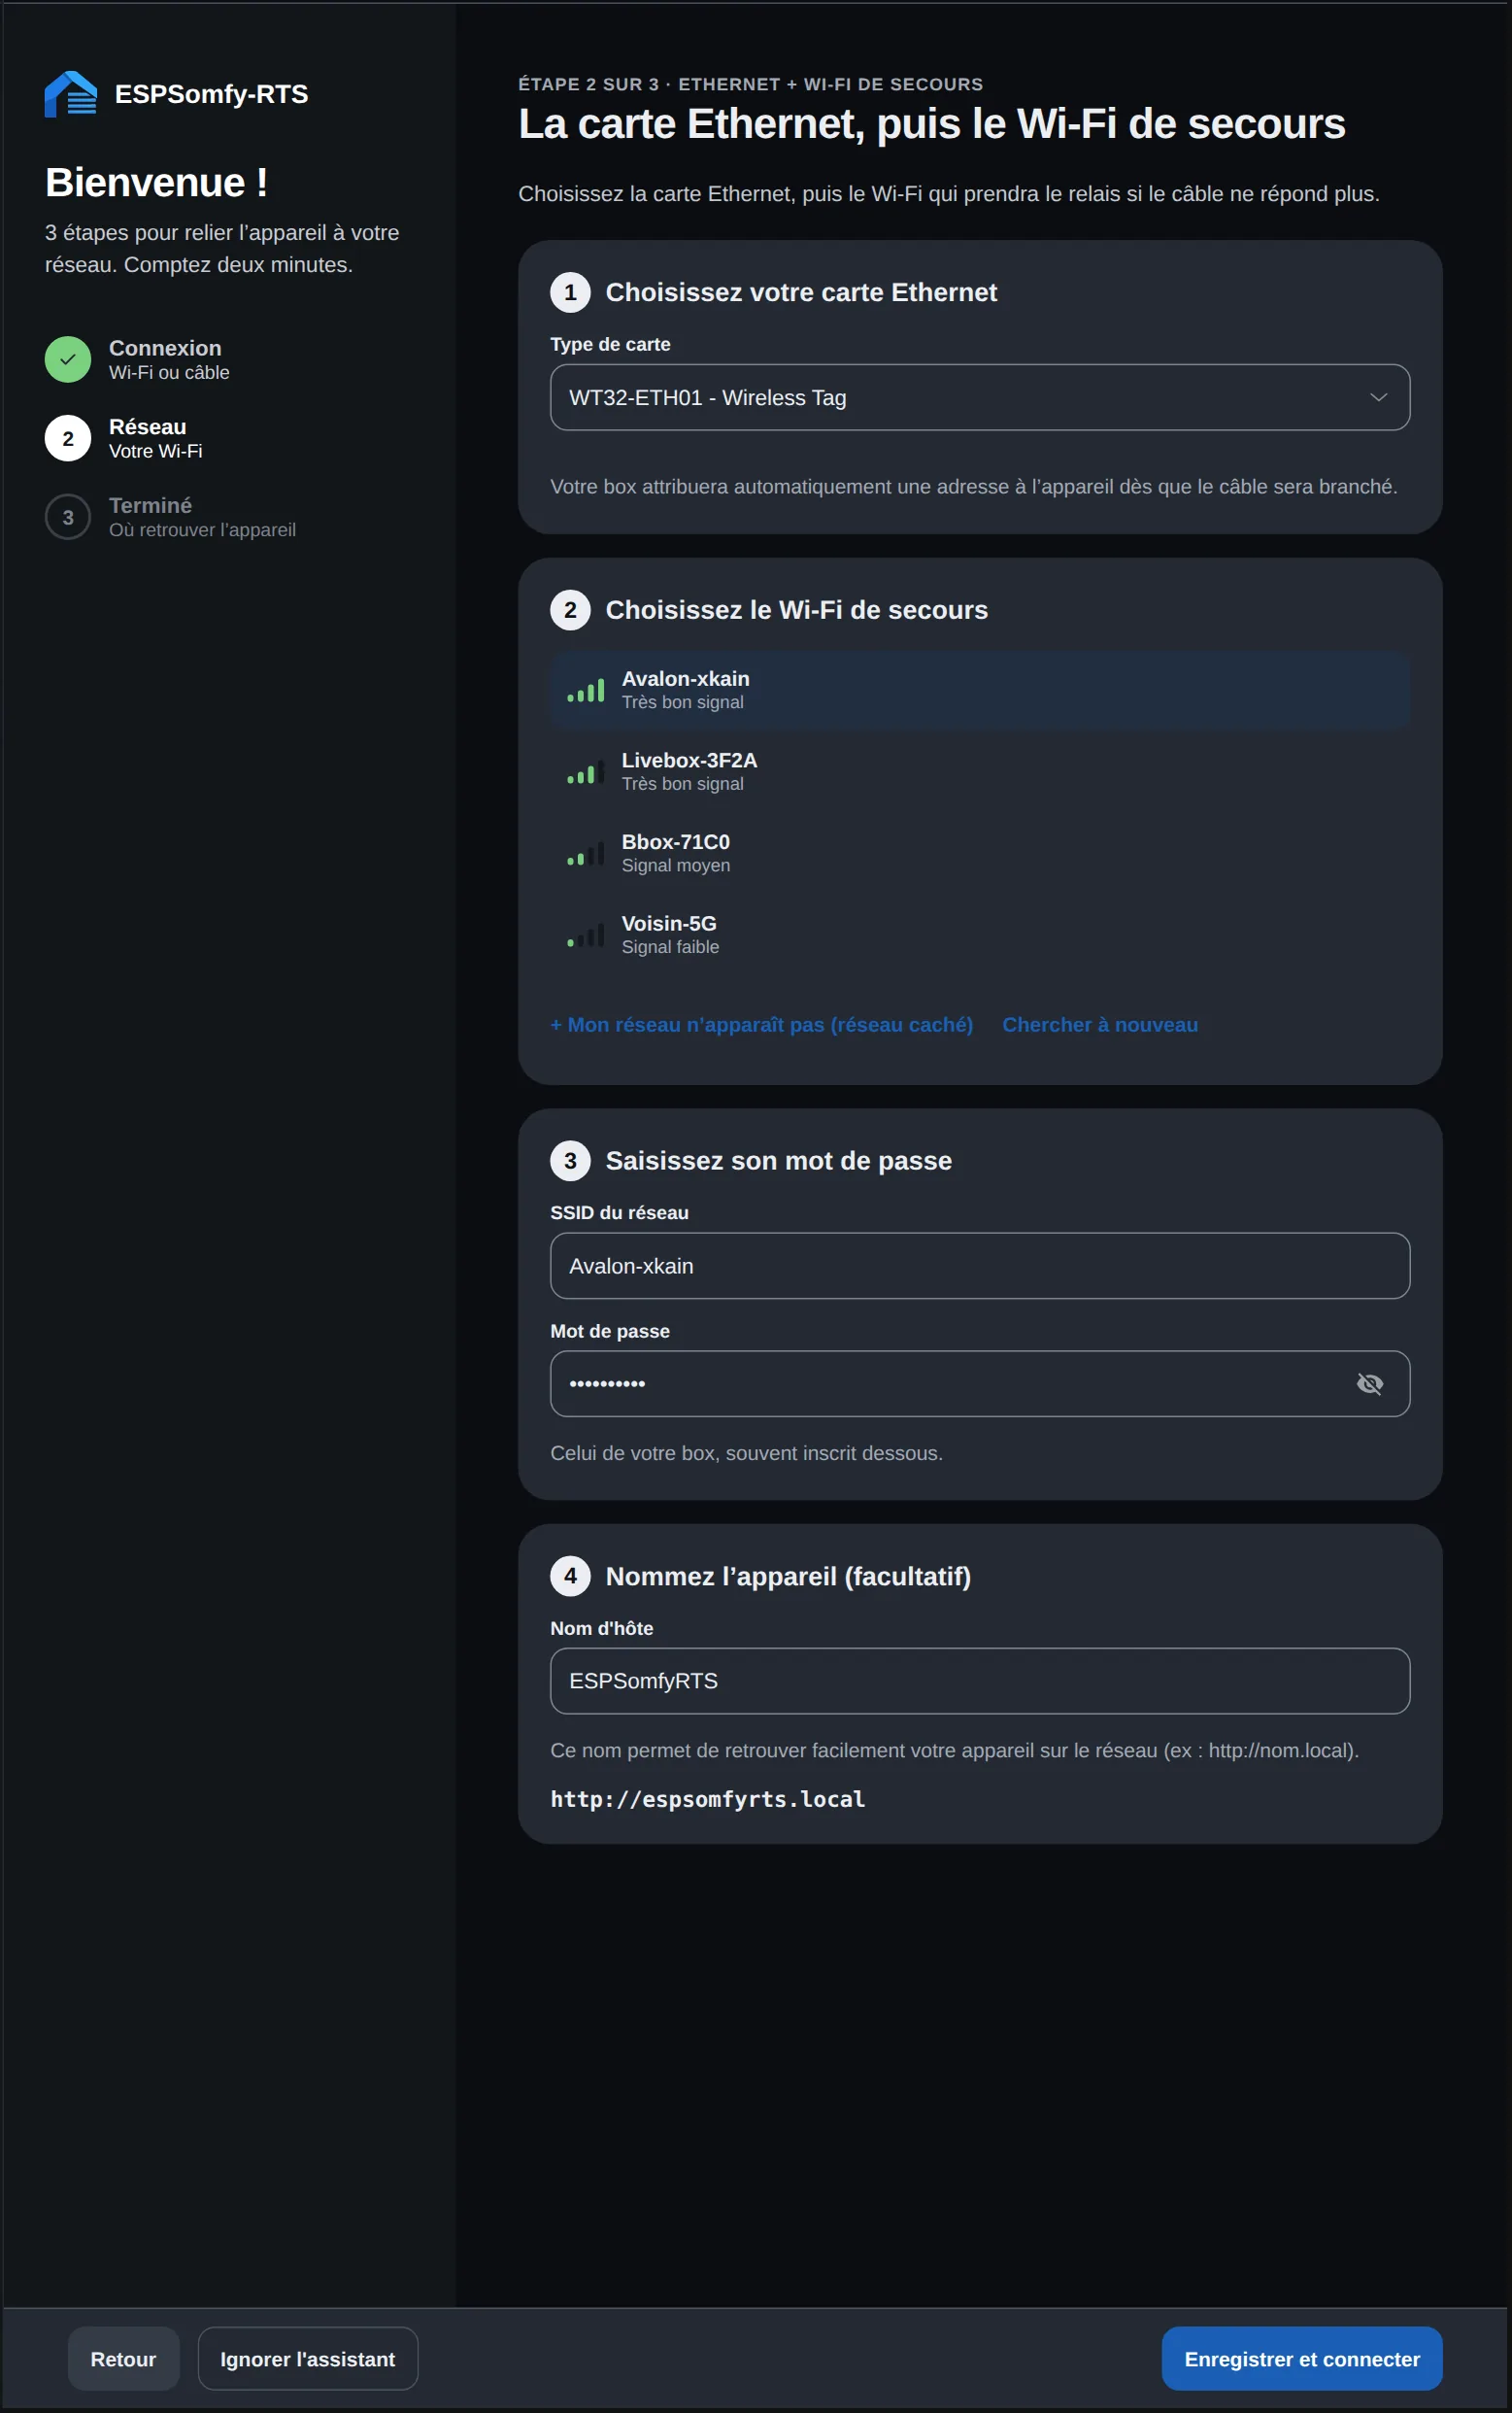 ESPSomfy-RTS
Bienvenue !
3 étapes pour relier l’appareil à votre
réseau. Comptez deux minutes.
Connexion
Wi-Fi ou câble
2
Réseau
Votre Wi-Fi
3
Terminé
Où retrouver l’appareil
ÉTAPE 2 SUR 3 · ETHERNET + WI-FI DE SECOURS
La carte Ethernet, puis le Wi-Fi de secours
Choisissez la carte Ethernet, puis le Wi-Fi qui prendra le relais si le câble ne répond plus.
1 Choisissez votre carte Ethernet
Type de carte
WT32-ETH01 - Wireless Tag
Votre box attribuera automatiquement une adresse à l’appareil dès que le câble sera branché.
2 Choisissez le Wi-Fi de secours
Avalon-xkain
Très bon signal
Livebox-3F2A
Très bon signal
Bbox-71C0
Signal moyen
Voisin-5G
Signal faible
+ Mon réseau n’apparaît pas (réseau caché) Chercher à nouveau
3 Saisissez son mot de passe
SSID du réseau
Avalon-xkain
Mot de passe
••••••••••
Celui de votre box, souvent inscrit dessous.
4 Nommez l’appareil (facultatif)
Nom d'hôte
ESPSomfyRTS
Ce nom permet de retrouver facilement votre appareil sur le réseau (ex : http://nom.local).
http://espsomfyrts.local
Retour Ignorer l'assistant Enregistrer et connecter